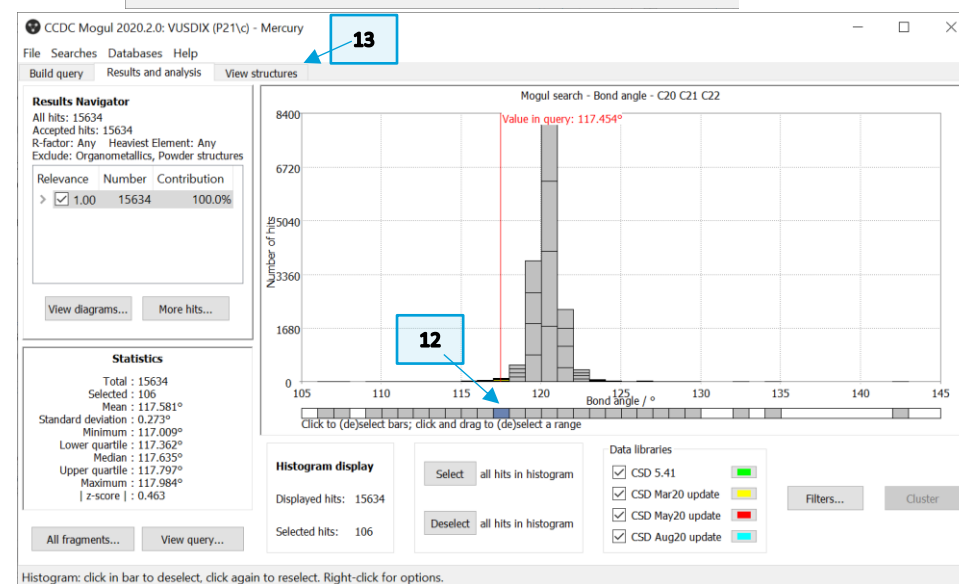 CCDC Mogul 2020.2.0: VUSDIX (P21\c) - Mercury
13
File Searches Databases Help
Build query Results and analysis View structures
Results Navigator
All hits: 15634
Accepted hits: 15634
R-factor: Any Heaviest Element: Any
Exclude: Organometallics, Powder structures
Relevance Number Contribution
1.00 15634 100.0%
View diagrams... More hits...
Statistics
Total : 15634
Selected : 106
Mean : 117.581°
Standard deviation : 0.273°
Minimum : 117.009°
Lower quartile : 117.362°
Median : 117.635°
Upper quartile : 117.797°
Maximum : 117.984°
| z-score | : 0.463
All fragments... View query...
Mogul search - Bond angle - C20 C21 C22
Value in query: 117.454°
Number of hits
8400
6720
5040
3360
1680
0
12
105 110 115 120 125 130 135 140 145
Bond angle / °
Click to (de)select bars; click and drag to (de)select a range
Histogram display
Displayed hits: 15634
Selected hits: 106
Select all hits in histogram
Deselect all hits in histogram
Data libraries
CSD 5.41
CSD Mar20 update
CSD May20 update
CSD Aug20 update
Filters... Cluster
Histogram: click in bar to deselect, click again to reselect. Right-click for options.